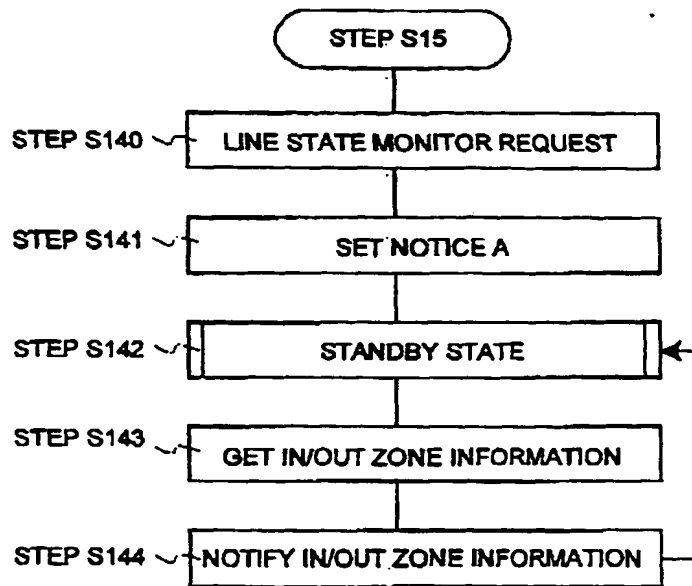 STEP S15
STEP S140 LINE STATE MONITOR REQUEST
STEP S141 SET NOTICE A
STEP S142 STANDBY STATE
STEP S143 GET IN/OUT ZONE INFORMATION
STEP S144 NOTIFY IN/OUT ZONE INFORMATION